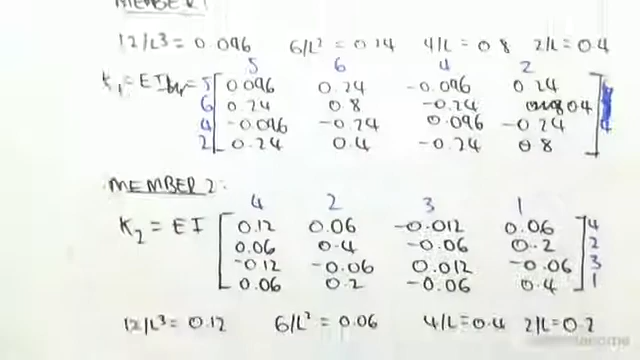 MEMBER 1
12/L³ = 0.096 6/L² = 0.24 4/L = 0.8 2/L = 0.4
5 6 4 2
K₁ = EI = 5 [ 0.096 0.24 -0.096 0.24 ]
6 0.24 0.8 -0.24 04
4 -0.096 -0.24 0.096 -0.24 4
2 0.24 0.4 -0.24 0.8
MEMBER 2:
4 2 3 1
K₂ = EI [ 0.12 0.06 -0.012 0.06 ] 4
0.06 0.4 -0.06 0.2 2
-0.12 -0.06 0.012 -0.06 3
0.06 0.2 -0.06 0.4 1
12/L³ = 0.12 6/L² = 0.06 4/L = 0.4 2/L = 0.2